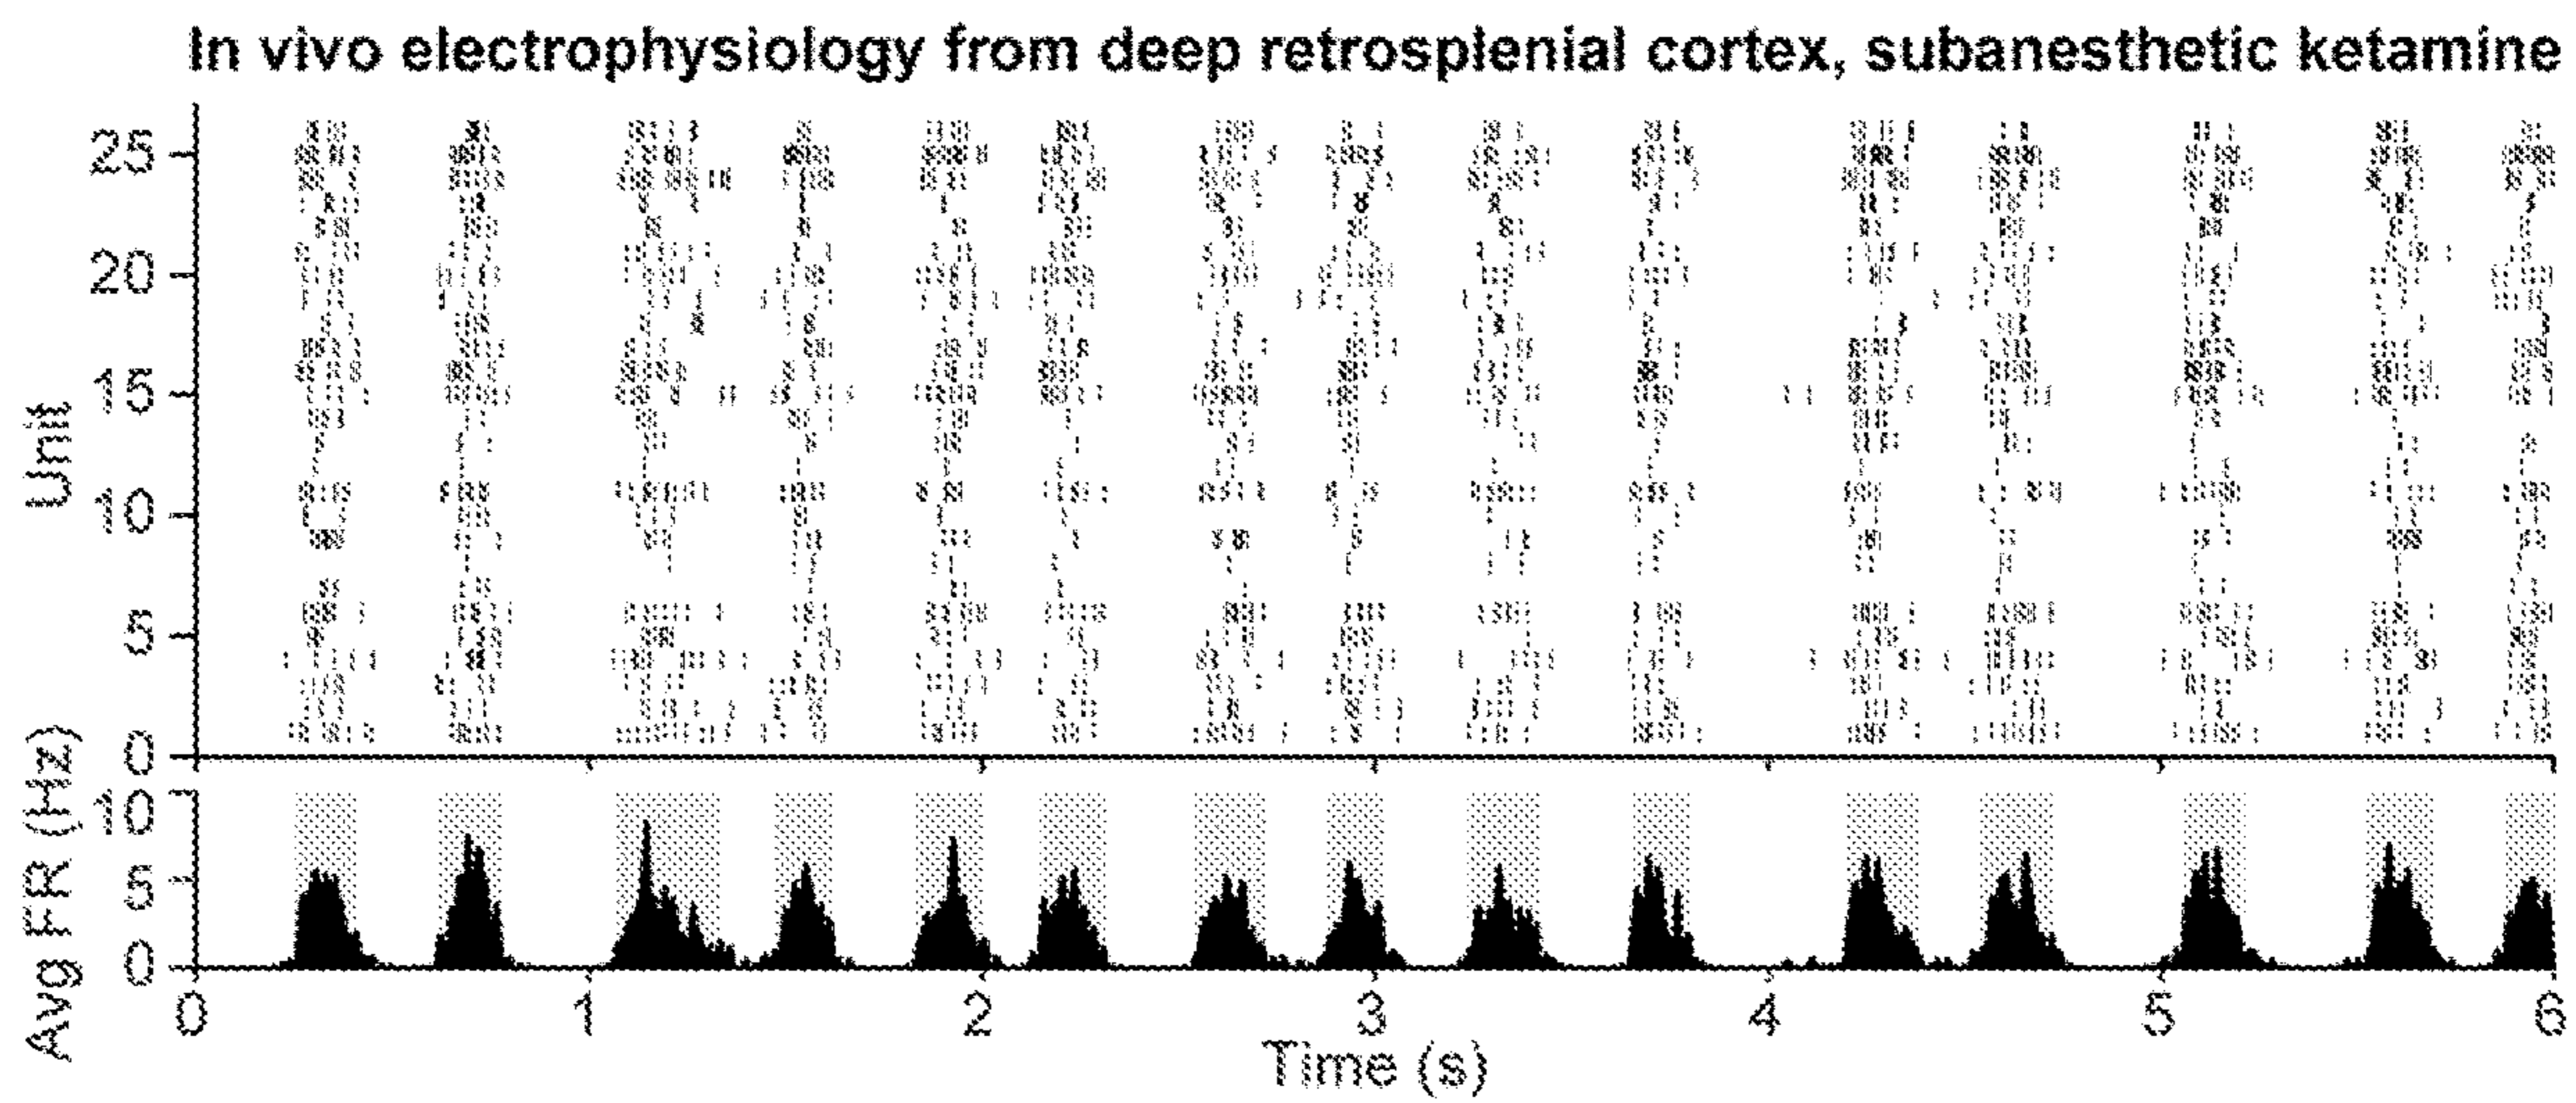 In vivo electrophysiology from deep retrosplenial cortex, subanesthetic ketamine
Unit
25
20
15
10
5
0
Avg FR (Hz)
10
5
0
0 1 2 3 4 5 6
Time (s)